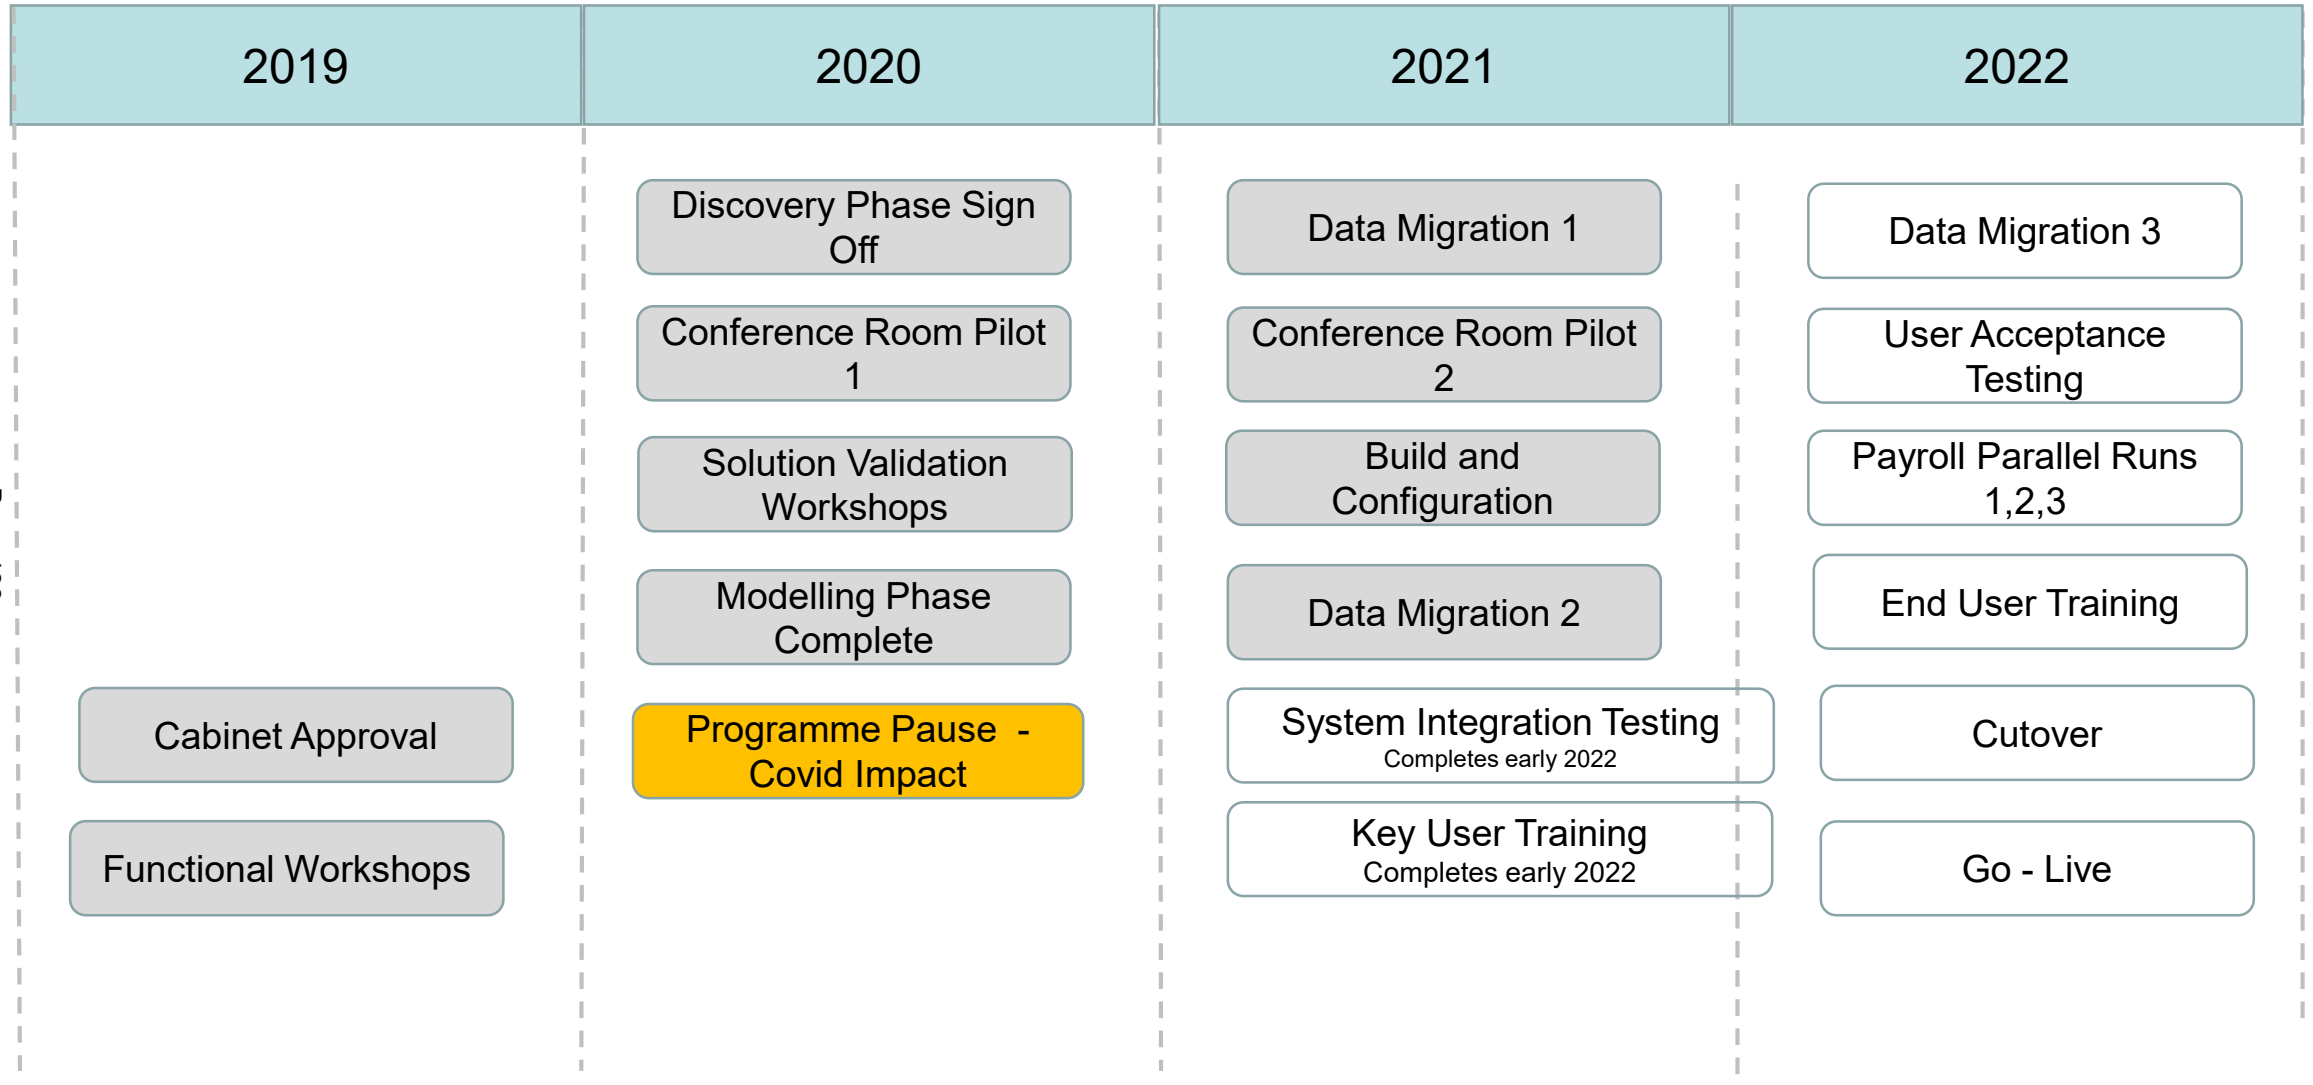 2019
2020
2021
2022
Cabinet Approval
Functional Workshops
Discovery Phase Sign
Off
Conference Room Pilot
1
Solution Validation
Workshops
Modelling Phase
Complete
Programme Pause -
Covid Impact
Data Migration 1
Conference Room Pilot
2
Build and
Configuration
Data Migration 2
System Integration Testing
Completes early 2022
Key User Training
Completes early 2022
Data Migration 3
User Acceptance
Testing
Payroll Parallel Runs
1,2,3
End User Training
Cutover
Go - Live